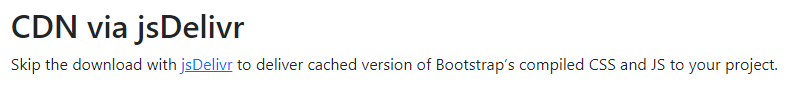 CDN via jsDelivr
Skip the download with jsDelivr to deliver cached version of Bootstrap’s compiled CSS and JS to your project.